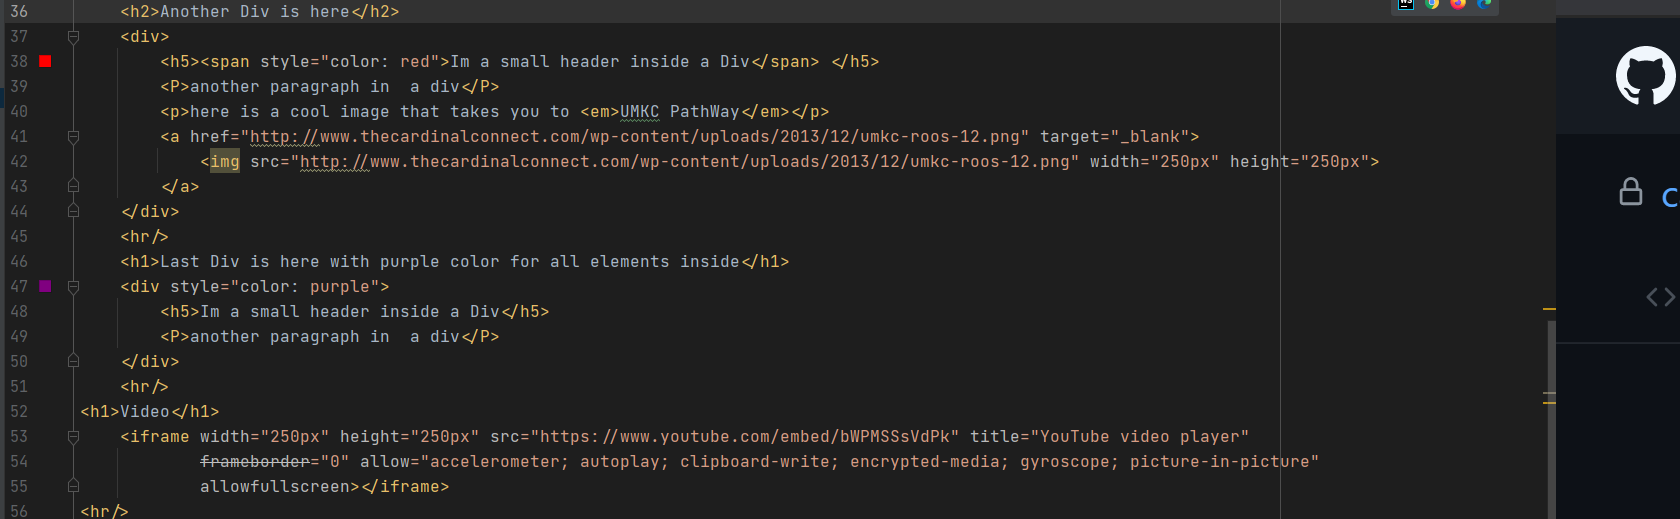 36 <h2>Another Div is here</h2>
37 <div>
38 <h5><span style="color: red">Im a small header inside a Div</span> </h5>
39 <P>another paragraph in  a div</P>
40 <p>here is a cool image that takes you to <em>UMKC PathWay</em></p>
41 <a href="http://www.thecardinalconnect.com/wp-content/uploads/2013/12/umkc-roos-12.png" target="_blank">
42 <img src="http://www.thecardinalconnect.com/wp-content/uploads/2013/12/umkc-roos-12.png" width="250px" height="250px">
43 </a>
44 </div>
45 <hr/>
46 <h1>Last Div is here with purple color for all elements inside</h1>
47 <div style="color: purple">
48 <h5>Im a small header inside a Div</h5>
49 <P>another paragraph in  a div</P>
50 </div>
51 <hr/>
52 <h1>Video</h1>
53 <iframe width="250px" height="250px" src="https://www.youtube.com/embed/bWPMSSsVdPk" title="YouTube video player"
54 frameborder="0" allow="accelerometer; autoplay; clipboard-write; encrypted-media; gyroscope; picture-in-picture"
55 allowfullscreen></iframe>
56 <hr/>